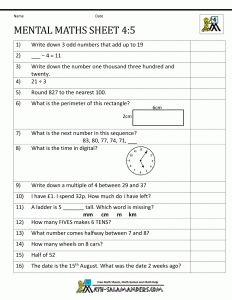 Name Date
MENTAL MATHS SHEET 4:5
1) Write down 3 odd numbers that add up to 19
2) ___ – 4 = 11
3) Write down the number one thousand three hundred and
twenty.
4) 21 ÷ 3
5) Round 827 to the nearest 100.
6) What is the perimeter of this rectangle?
6cm
2cm
7) What is the next number in this sequence?
83, 80, 77, 74, 71, ___
8) What is the time in digital?
9) Write down a multiple of 4 between 29 and 37
10) I have £1. I spend 32p. How much do I have left?
11) A ladder is 5 ______ tall. Which word is missing?
mm cm m km
12) How many FIVES makes 6 TENS?
13) What number comes halfway between 7 and 8?
14) How many wheels on 8 cars?
15) Half of 52
16) The date is the 15th August. What was the date 2 weeks ago?
MATH-SALAMANDERS.COM